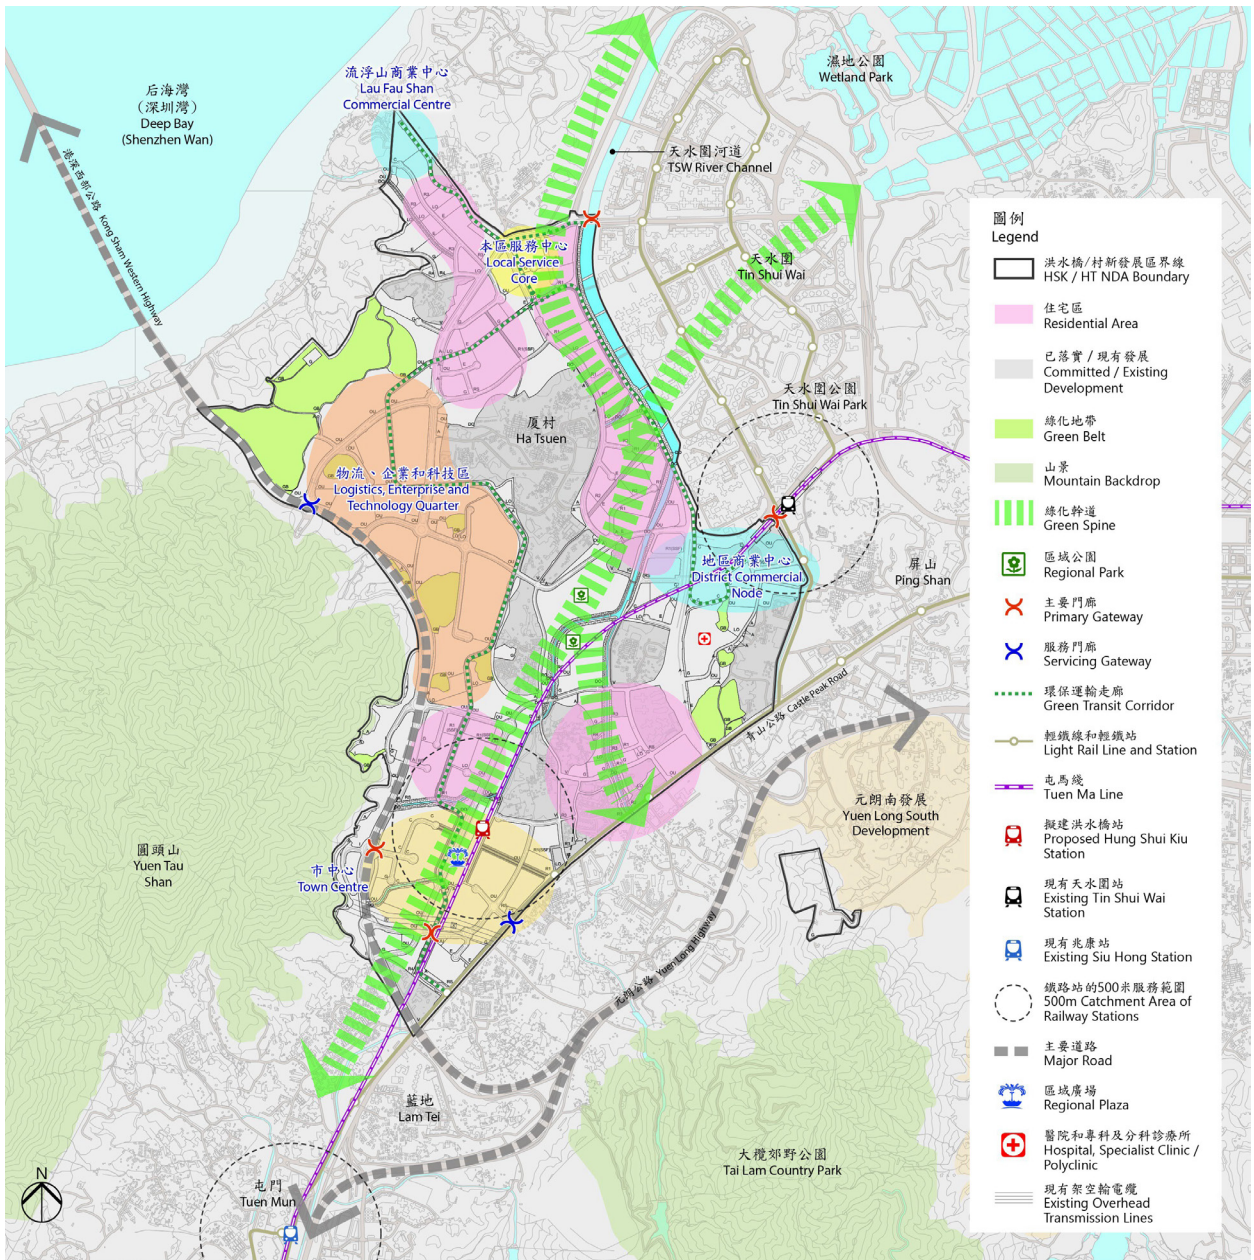 流浮山商業中心
Lau Fau Shan
Commercial Centre
后海灣
(深圳灣)
Deep Bay
(Shenzhen Wan)
濕地公園
Wetland Park
天水圍河道
TSW River Channel
港深西部公路 Kong Sham Western Highway
本區服務中心
Local Service
Core
天水圍
Tin Shui Wai
天水圍公園
Tin Shui Wai Park
厦村
Ha Tsuen
物流、企業和科技區
Logistics, Enterprise and
Technology Quarter
地區商業中心
District Commercial
Node
屏山
Ping Shan
青山公路 Castle Peak Road
元朗南發展
Yuen Long South
Development
圓頭山
Yuen Tau
Shan
市中心
Town Centre
元朗公路 Yuen Long Highway
藍地
Lam Tei
大欖郊野公園
Tai Lam Country Park
屯門
Tuen Mun
N
圖例
Legend
洪水橋/村新發展區界線
HSK / HT NDA Boundary
住宅區
Residential Area
已落實 / 現有發展
Committed / Existing
Development
綠化地帶
Green Belt
山景
Mountain Backdrop
綠化幹道
Green Spine
區域公園
Regional Park
主要門廊
Primary Gateway
服務門廊
Servicing Gateway
環保運輸走廊
Green Transit Corridor
輕鐵線和輕鐵站
Light Rail Line and Station
屯馬綫
Tuen Ma Line
擬建洪水橋站
Proposed Hung Shui Kiu
Station
現有天水圍站
Existing Tin Shui Wai
Station
現有兆康站
Existing Siu Hong Station
鐵路站的500米服務範圍
500m Catchment Area of
Railway Stations
主要道路
Major Road
區域廣場
Regional Plaza
醫院和專科及分科診療所
Hospital, Specialist Clinic /
Polyclinic
現有架空輸電纜
Existing Overhead
Transmission Lines